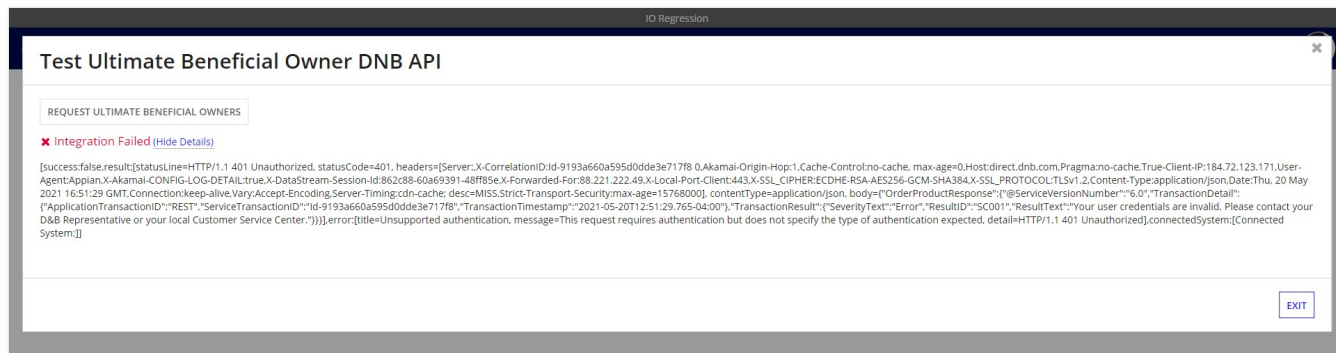 IO Regression
Test Ultimate Beneficial Owner DNB API
REQUEST ULTIMATE BENEFICIAL OWNERS
✖ Integration Failed (Hide Details)
[success:false,result:[statusLine=HTTP/1.1 401 Unauthorized, statusCode=401, headers=[Server:,X-CorrelationID:Id-9193a660a595d0dde3e717f8 0,Akamai-Origin-Hop:1,Cache-Control:no-cache, max-age=0,Host:direct.dnb.com,Pragma:no-cache,True-Client-IP:184.72.123.171,User-
Agent:Appian,X-Akamai-CONFIG-LOG-DETAIL:true,X-DataStream-Session-Id:862c88-60a69391-48ff85e,X-Forwarded-For:88.221.222.49,X-Local-Port-Client:443,X-SSL_CIPHER:ECDHE-RSA-AES256-GCM-SHA384,X-SSL_PROTOCOL:TLSv1.2,Content-Type:application/json,Date:Thu, 20 May
2021 16:51:29 GMT,Connection:keep-alive,Vary:Accept-Encoding,Server-Timing:cdn-cache; desc=MISS,Strict-Transport-Security:max-age=15768000], contentType=application/json, body={"OrderProductResponse":{"@ServiceVersionNumber":"6.0","TransactionDetail":
{"ApplicationTransactionID":"REST","ServiceTransactionID":"Id-9193a660a595d0dde3e717f8","TransactionTimestamp":"2021-05-20T12:51:29.765-04:00"},"TransactionResult":{"SeverityText":"Error","ResultID":"SC001","ResultText":"Your user credentials are invalid. Please contact your
D&B Representative or your local Customer Service Center."}}}],error:[title=Unsupported authentication, message=This request requires authentication but does not specify the type of authentication expected, detail=HTTP/1.1 401 Unauthorized],connectedSystem:[Connected
System:]]
EXIT